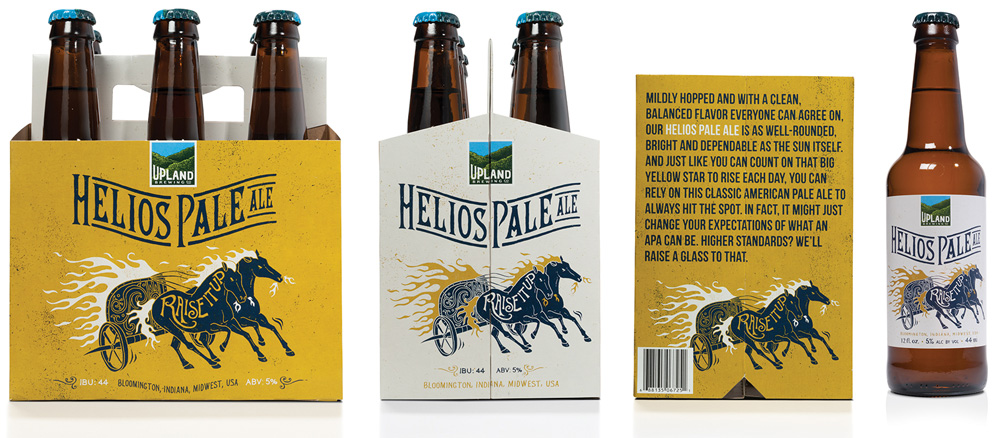 UPLAND
BREWING CO
HELIOS PALE ALE
RAISE IT UP
IBU: 44 BLOOMINGTON, INDIANA, MIDWEST, USA ABV: 5%
UPLAND
BREWING CO
HELIOS PALE ALE
RAISE IT UP
IBU: 44 ABV: 5%
BLOOMINGTON, INDIANA, MIDWEST, USA
MILDLY HOPPED AND WITH A CLEAN,
BALANCED FLAVOR EVERYONE CAN AGREE ON,
OUR HELIOS PALE ALE IS AS WELL-ROUNDED,
BRIGHT AND DEPENDABLE AS THE SUN ITSELF.
AND JUST LIKE YOU CAN COUNT ON THAT BIG
YELLOW STAR TO RISE EACH DAY, YOU CAN
RELY ON THIS CLASSIC AMERICAN PALE ALE TO
ALWAYS HIT THE SPOT. IN FACT, IT MIGHT JUST
CHANGE YOUR EXPECTATIONS OF WHAT AN
APA CAN BE. HIGHER STANDARDS? WE'LL
RAISE A GLASS TO THAT.
RAISE IT UP
UPLAND
BREWING CO
HELIOS PALE ALE
RAISE IT UP
BLOOMINGTON, INDIANA, MIDWEST, USA
12 fl. oz. - 5% ALC BY VOL - 44